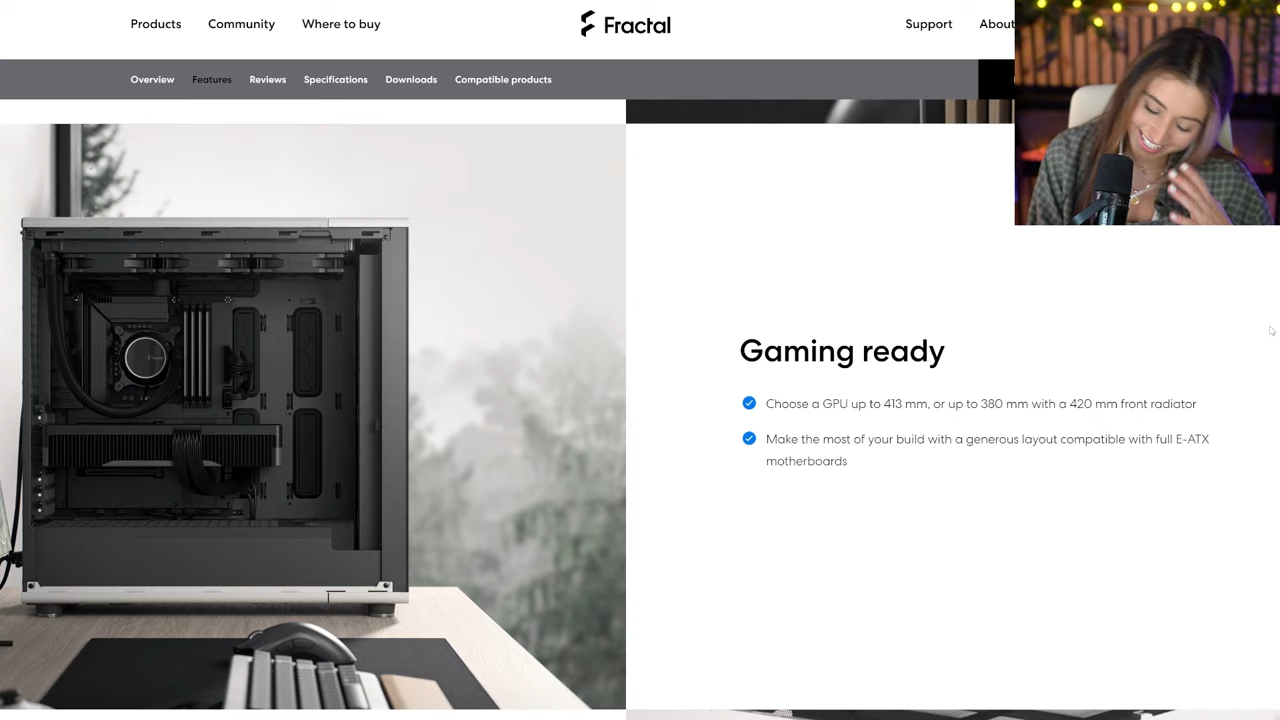 Products Community Where to buy Fractal Support About
Overview Features Reviews Specifications Downloads Compatible products
Gaming ready
Choose a GPU up to 413 mm, or up to 380 mm with a 420 mm front radiator
Make the most of your build with a generous layout compatible with full E-ATX
motherboards